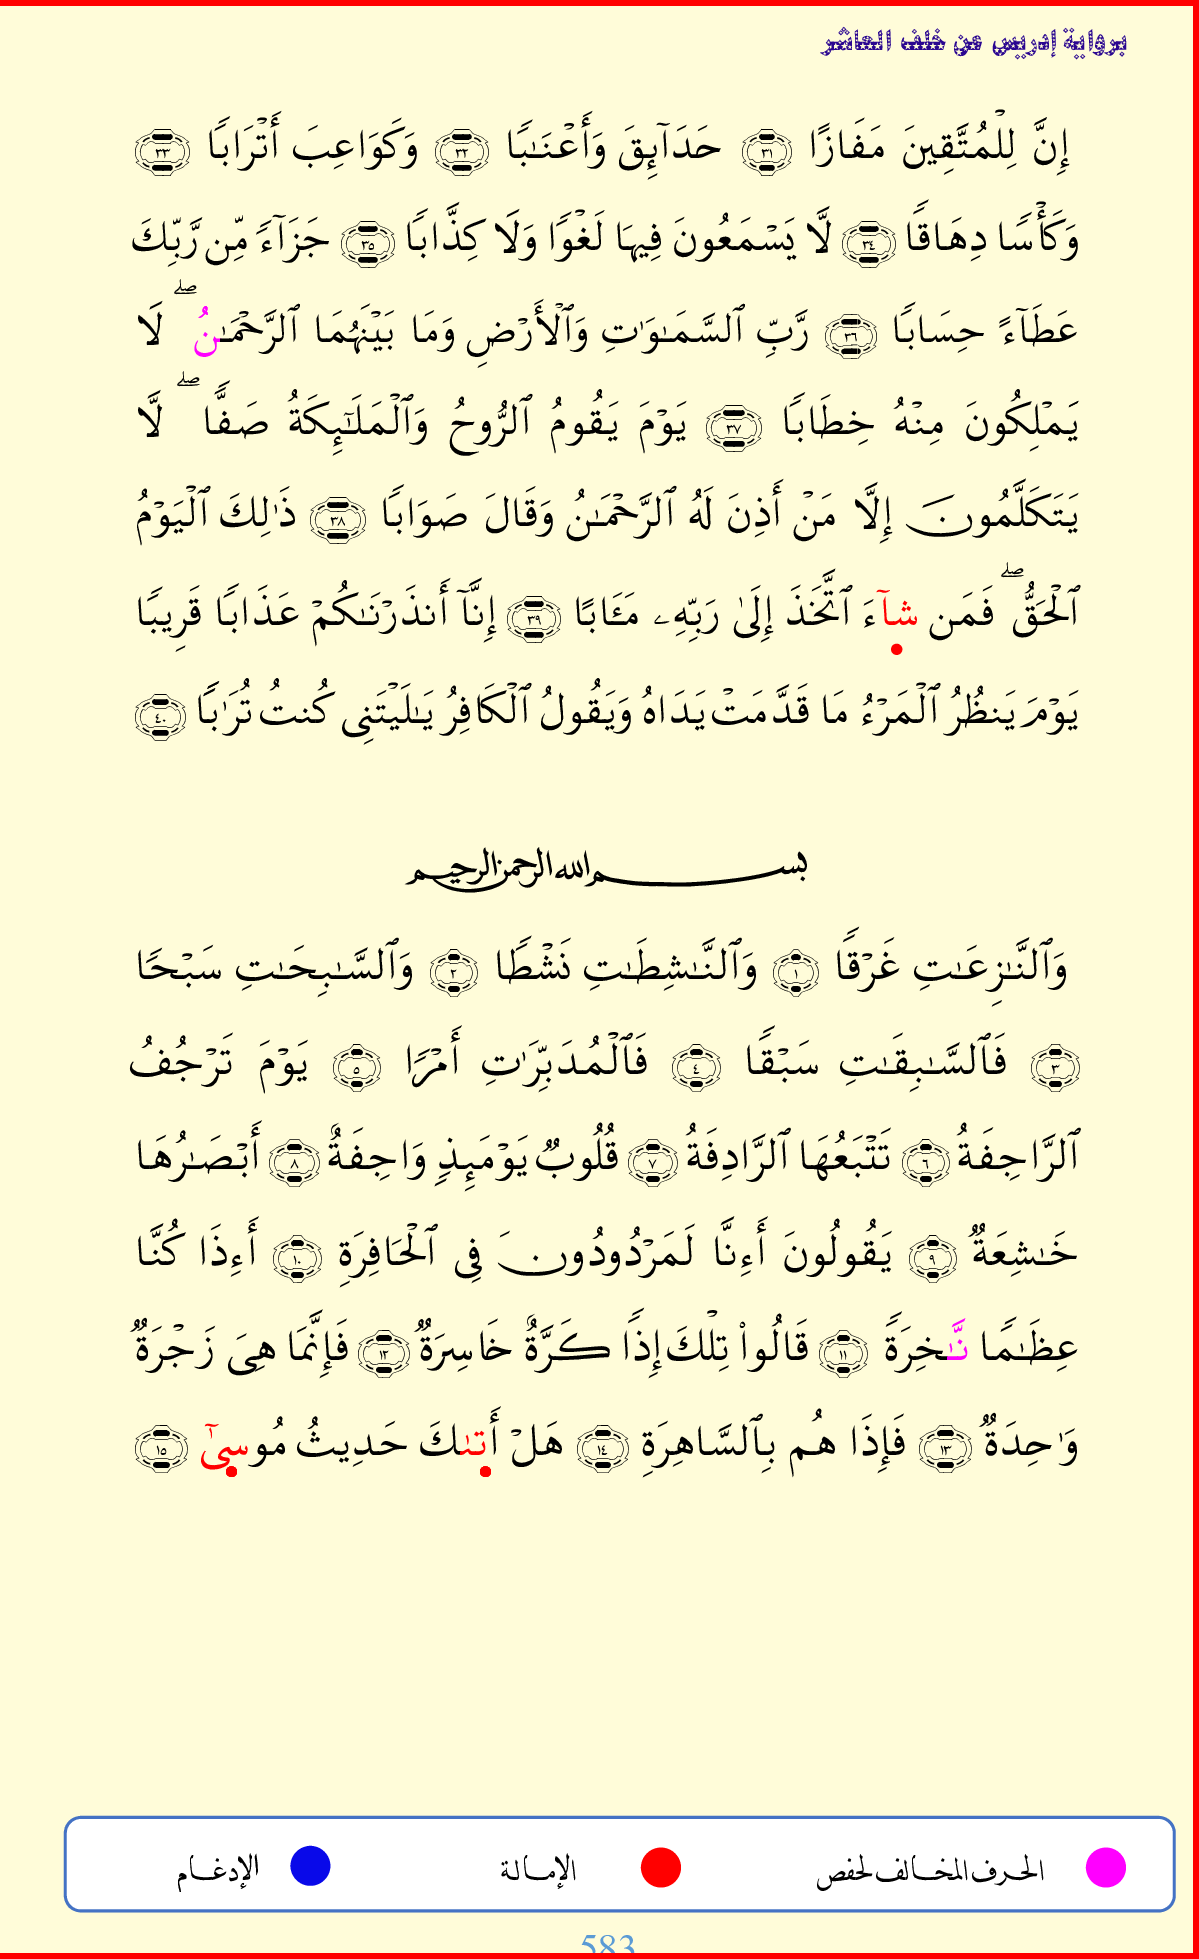 برواية إدريس عن خلف العاشر
إِنَّ لِلْمُتَّقِينَ مَفَازًا ٣١ حَدَآئِقَ وَأَعْنَـٰبًا ٣٢ وَكَوَاعِبَ أَتْرَابًا ٣٣
وَكَأْسًا دِهَاقًا ٣٤ لَّا يَسْمَعُونَ فِيهَا لَغْوًا وَلَا كِذَّابًا ٣٥ جَزَآءً مِّن رَّبِّكَ
عَطَآءً حِسَابًا ٣٦ رَّبِّ ٱلسَّمَـٰوَٰتِ وَٱلْأَرْضِ وَمَا بَيْنَهُمَا ٱلرَّحْمَـٰنُ ۖ لَا
يَمْلِكُونَ مِنْهُ خِطَابًا ٣٧ يَوْمَ يَقُومُ ٱلرُّوحُ وَٱلْمَلَـٰٓئِكَةُ صَفًّا ۖ لَّا
يَتَكَلَّمُونَ إِلَّا مَنْ أَذِنَ لَهُ ٱلرَّحْمَـٰنُ وَقَالَ صَوَابًا ٣٨ ذَٰلِكَ ٱلْيَوْمُ
ٱلْحَقُّ ۖ فَمَن شآءَ ٱتَّخَذَ إِلَىٰ رَبِّهِۦ مَـَٔابًا ٣٩ إِنَّآ أَنذَرْنَـٰكُمْ عَذَابًا قَرِيبًا
يَوْمَ يَنظُرُ ٱلْمَرْءُ مَا قَدَّمَتْ يَدَاهُ وَيَقُولُ ٱلْكَافِرُ يَـٰلَيْتَنِى كُنتُ تُرَٰبًۢا ٤٠
بسم الله الرحمن الرحيم
وَٱلنَّـٰزِعَـٰتِ غَرْقًا ١ وَٱلنَّـٰشِطَـٰتِ نَشْطًا ٢ وَٱلسَّـٰبِحَـٰتِ سَبْحًا
٣ فَٱلسَّـٰبِقَـٰتِ سَبْقًا ٤ فَٱلْمُدَبِّرَٰتِ أَمْرًا ٥ يَوْمَ تَرْجُفُ
ٱلرَّاجِفَةُ ٦ تَتْبَعُهَا ٱلرَّادِفَةُ ٧ قُلُوبٌ يَوْمَئِذٍ وَاجِفَةٌ ٨ أَبْصَـٰرُهَا
خَـٰشِعَةٌ ٩ يَقُولُونَ أَءِنَّا لَمَرْدُودُونَ فِى ٱلْحَافِرَةِ ١٠ أَءِذَا كُنَّا
عِظَـٰمًا نَّـٰخِرَةً ١١ قَالُوا۟ تِلْكَ إِذًا كَرَّةٌ خَاسِرَةٌ ١٢ فَإِنَّمَا هِىَ زَجْرَةٌ
وَٰحِدَةٌ ١٣ فَإِذَا هُم بِٱلسَّاهِرَةِ ١٤ هَلْ أَتىٰكَ حَدِيثُ مُوسىٰٓ ١٥
الحرف المخالف لحفص
الإمالة
الإدغام
583